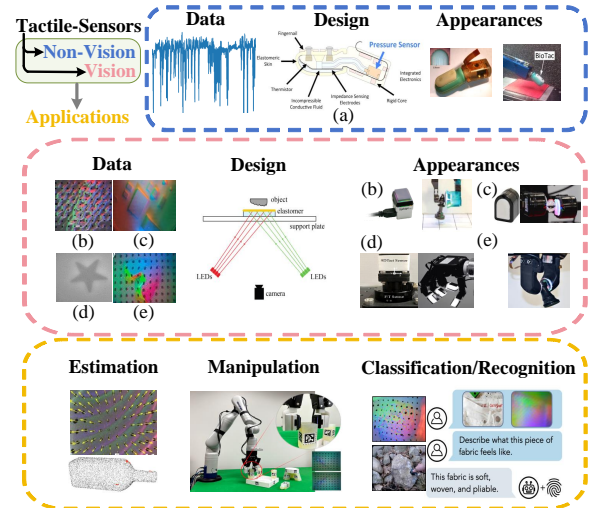 Tactile-Sensors
Non-Vision
Vision
Applications
Data
Design
Appearances
Fingernail
Elastomeric
Skin
Thermistor
Incompressible
Conductive Fluid
Impedance Sensing
Electrodes
Rigid Core
Integrated
Electronics
Pressure Sensor
BioTac
(a)
Data
Design
Appearances
(b)
(c)
(d)
(e)
object
elastomer
support plate
LEDs
LEDs
camera
(b)
(c)
(d)
(e)
Estimation
Manipulation
Classification/Recognition
Describe what this piece of
fabric feels like.
This fabric is soft,
woven, and pliable.
+